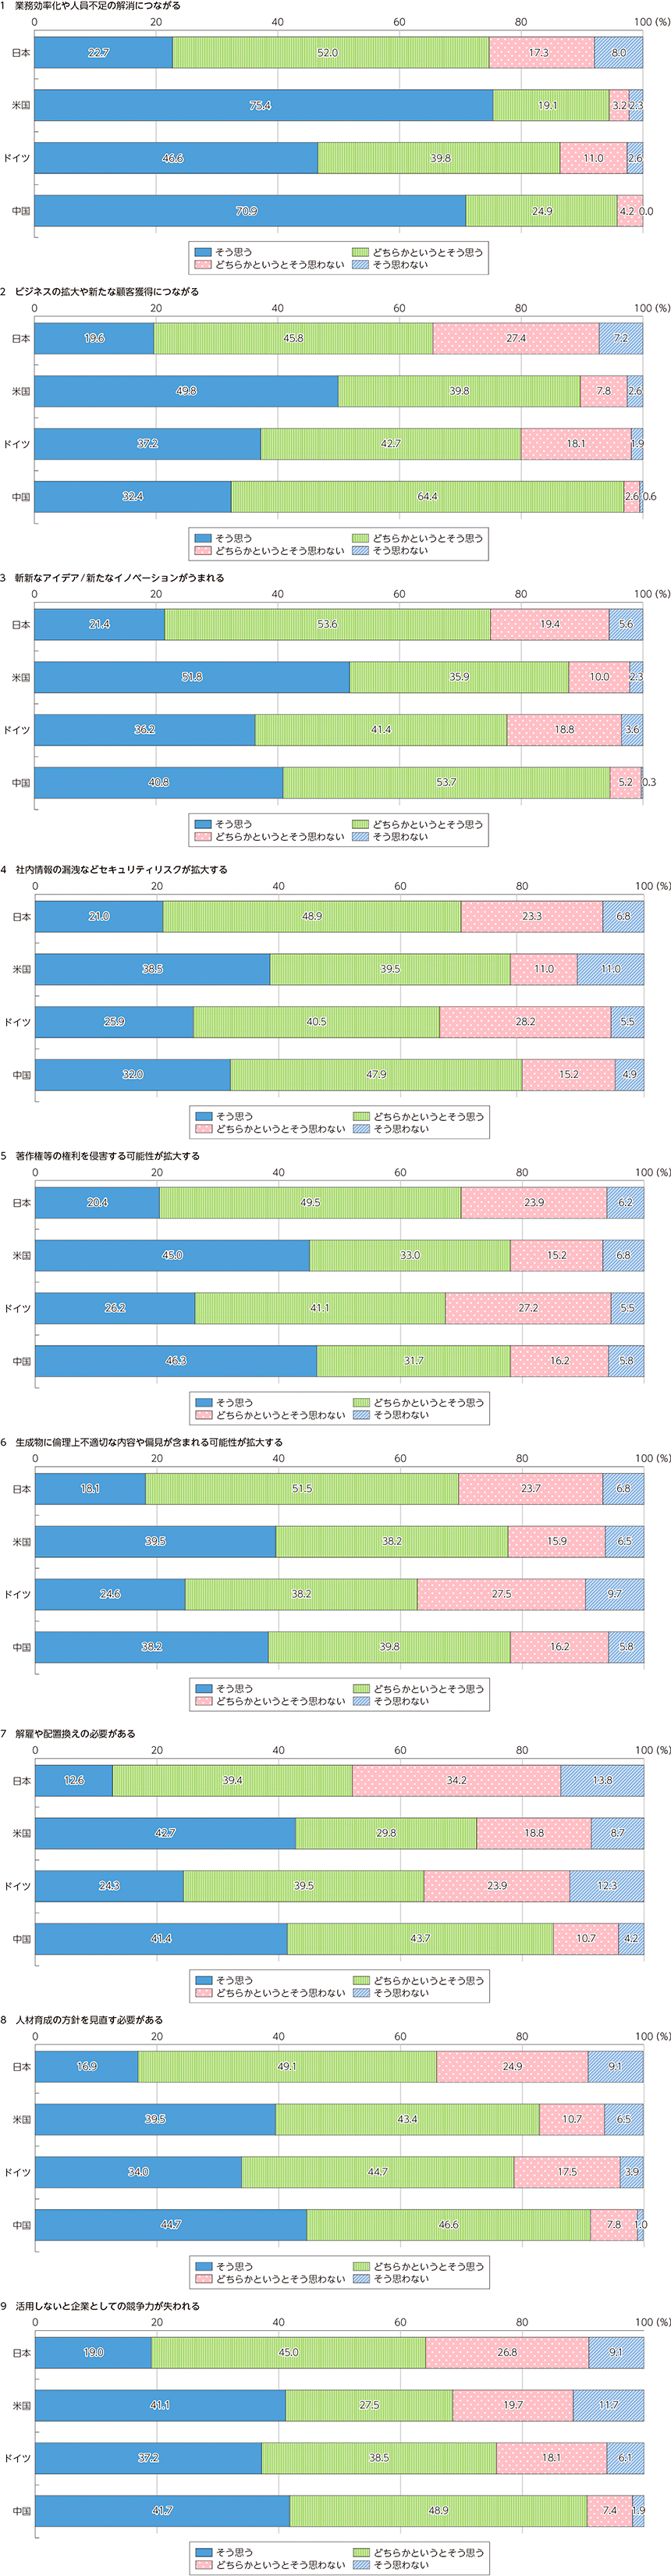 1　業務効率化や人員不足の解消につながる
0 20 40 60 80 100 (%)
日本 22.7 52.0 17.3 8.0
米国 75.4 19.1 3.2 2.3
ドイツ 46.6 39.8 11.0 2.6
中国 70.9 24.9 4.2 0.0
そう思う どちらかというとそう思う
どちらかというとそう思わない そう思わない
2　ビジネスの拡大や新たな顧客獲得につながる
0 20 40 60 80 100 (%)
日本 19.6 45.8 27.4 7.2
米国 49.8 39.8 7.8 2.6
ドイツ 37.2 42.7 18.1 1.9
中国 32.4 64.4 2.6 0.6
そう思う どちらかというとそう思う
どちらかというとそう思わない そう思わない
3　斬新なアイデア/新たなイノベーションがうまれる
0 20 40 60 80 100 (%)
日本 21.4 53.6 19.4 5.6
米国 51.8 35.9 10.0 2.3
ドイツ 36.2 41.4 18.8 3.6
中国 40.8 53.7 5.2 0.3
そう思う どちらかというとそう思う
どちらかというとそう思わない そう思わない
4　社内情報の漏洩などセキュリティリスクが拡大する
0 20 40 60 80 100 (%)
日本 21.0 48.9 23.3 6.8
米国 38.5 39.5 11.0 11.0
ドイツ 25.9 40.5 28.2 5.5
中国 32.0 47.9 15.2 4.9
そう思う どちらかというとそう思う
どちらかというとそう思わない そう思わない
5　著作権等の権利を侵害する可能性が拡大する
0 20 40 60 80 100 (%)
日本 20.4 49.5 23.9 6.2
米国 45.0 33.0 15.2 6.8
ドイツ 26.2 41.1 27.2 5.5
中国 46.3 31.7 16.2 5.8
そう思う どちらかというとそう思う
どちらかというとそう思わない そう思わない
6　生成物に倫理上不適切な内容や偏見が含まれる可能性が拡大する
0 20 40 60 80 100 (%)
日本 18.1 51.5 23.7 6.8
米国 39.5 38.2 15.9 6.5
ドイツ 24.6 38.2 27.5 9.7
中国 38.2 39.8 16.2 5.8
そう思う どちらかというとそう思う
どちらかというとそう思わない そう思わない
7　解雇や配置換えの必要がある
0 20 40 60 80 100 (%)
日本 12.6 39.4 34.2 13.8
米国 42.7 29.8 18.8 8.7
ドイツ 24.3 39.5 23.9 12.3
中国 41.4 43.7 10.7 4.2
そう思う どちらかというとそう思う
どちらかというとそう思わない そう思わない
8　人材育成の方針を見直す必要がある
0 20 40 60 80 100 (%)
日本 16.9 49.1 24.9 9.1
米国 39.5 43.4 10.7 6.5
ドイツ 34.0 44.7 17.5 3.9
中国 44.7 46.6 7.8 1.0
そう思う どちらかというとそう思う
どちらかというとそう思わない そう思わない
9　活用しないと企業としての競争力が失われる
0 20 40 60 80 100 (%)
日本 19.0 45.0 26.8 9.1
米国 41.1 27.5 19.7 11.7
ドイツ 37.2 38.5 18.1 6.1
中国 41.7 48.9 7.4 1.9
そう思う どちらかというとそう思う
どちらかというとそう思わない そう思わない